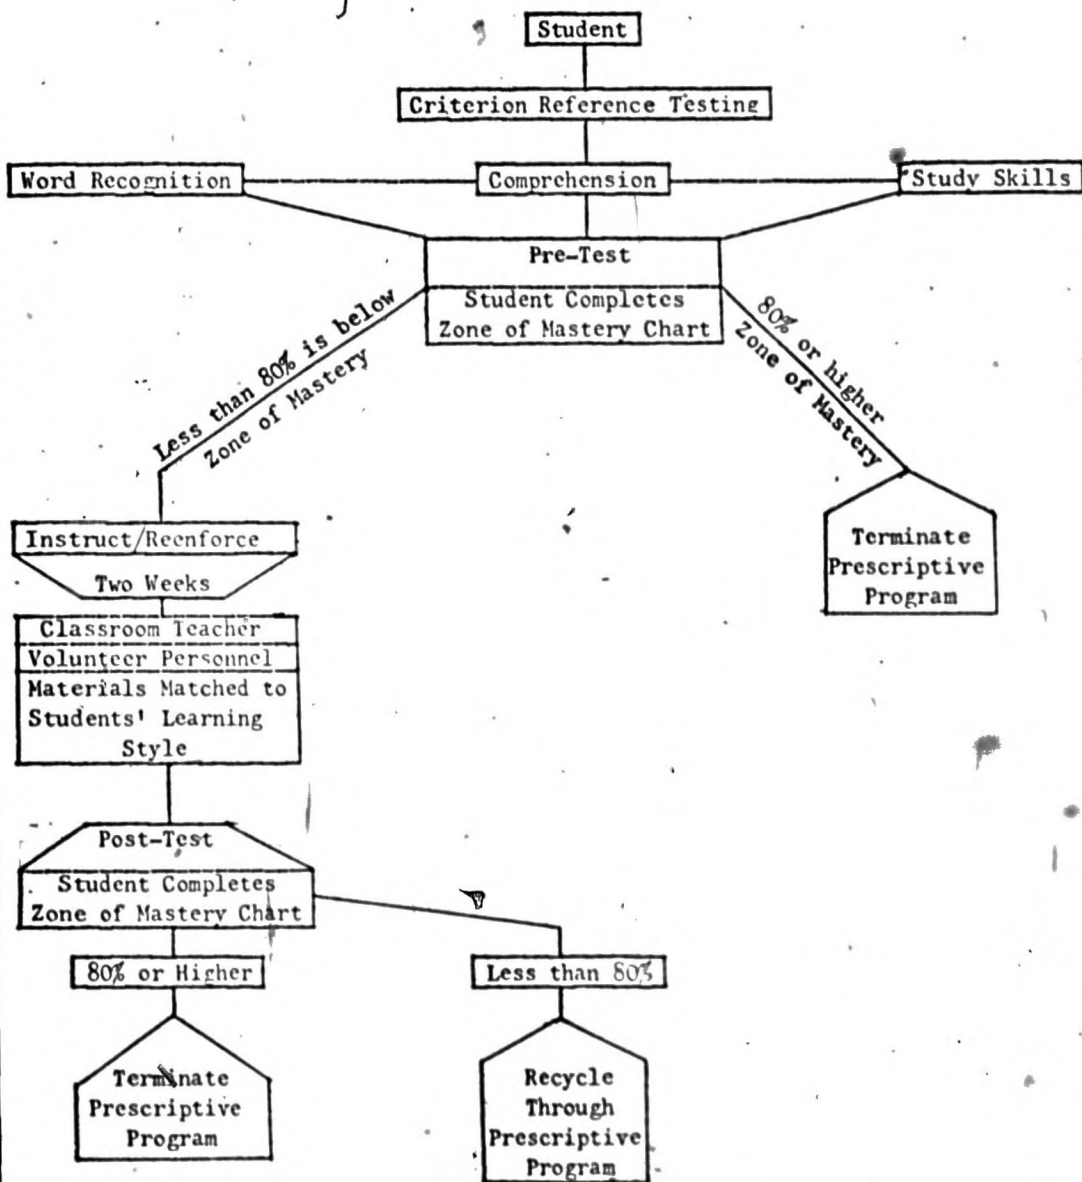 Student
Criterion Reference Testing
Word Recognition
Comprehension
Study Skills
Pre-Test
Student Completes
Zone of Mastery Chart
Less than 80% is below
Zone of Mastery
80% or higher
Zone of Mastery
Instruct/Reenforce
Two Weeks
Classroom Teacher
Volunteer Personnel
Materials Matched to
Students' Learning
Style
Terminate
Prescriptive
Program
Post-Test
Student Completes
Zone of Mastery Chart
80% or Higher
Less than 80%
Terminate
Prescriptive
Program
Recycle
Through
Prescriptive
Program